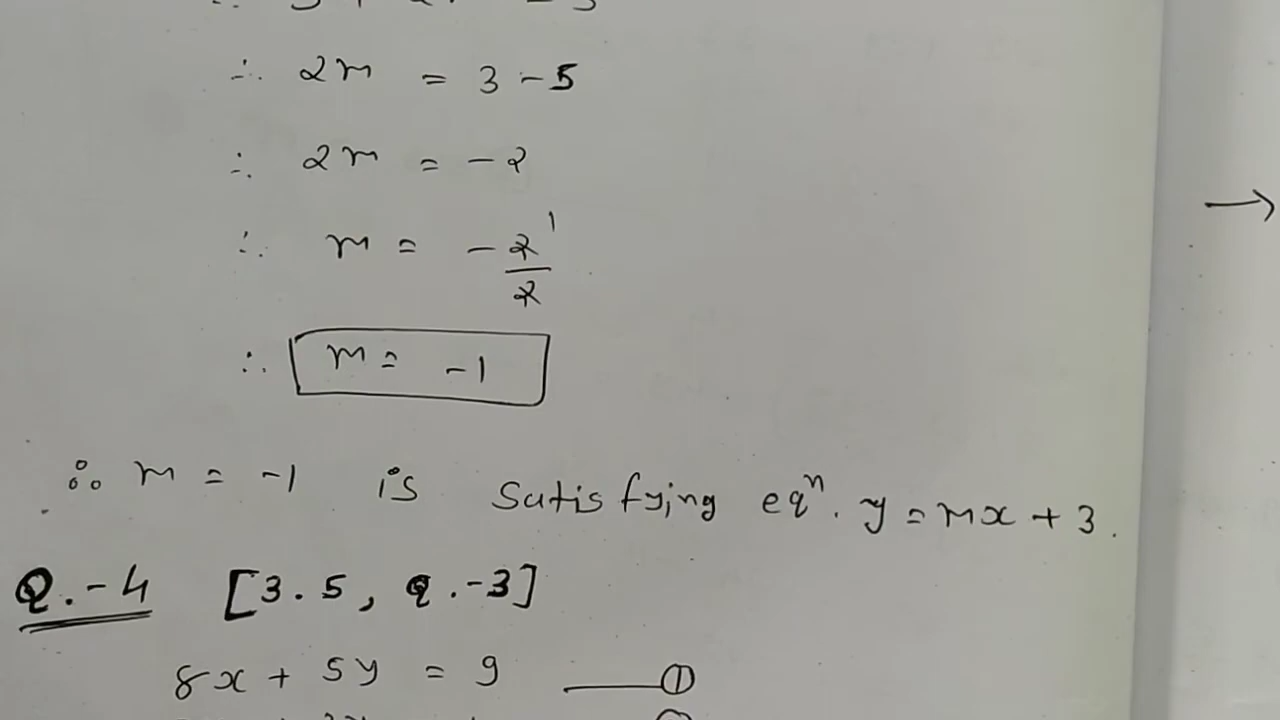 ∴ 2m = 3 - 5
∴ 2m = - 2
∴ m = - 2 1
2
∴ m = -1
∴ m = -1 is Satisfying eqⁿ. y = mx + 3.
Q.-4 [3.5, Q.-3]
8x + 5y = 9 —— ①